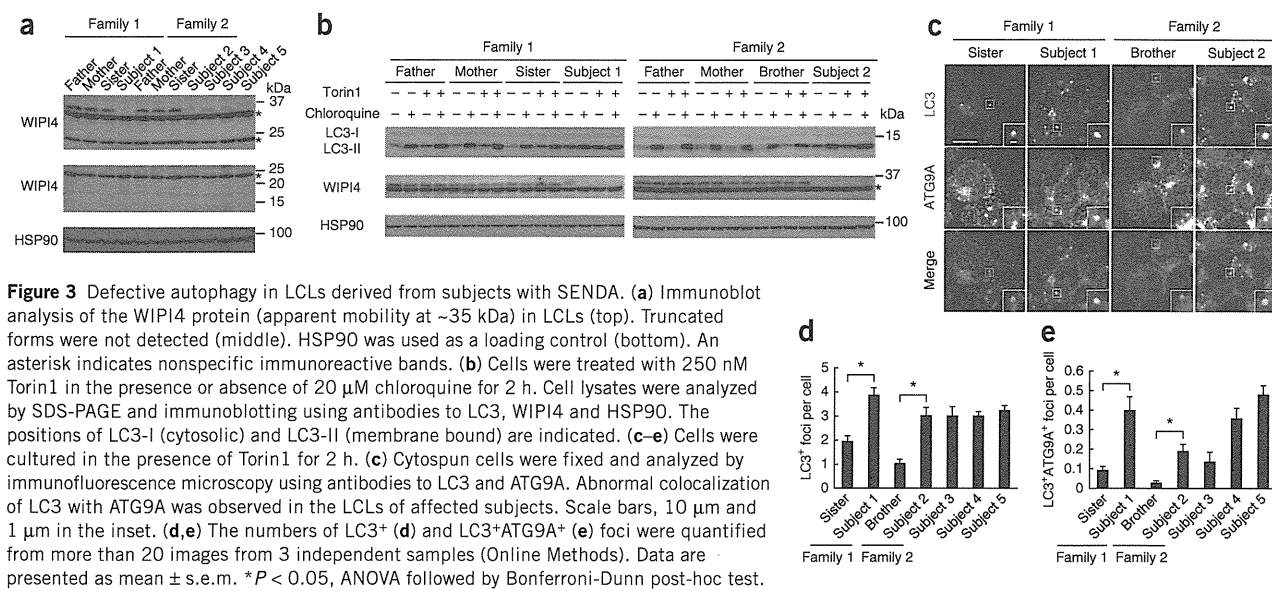 a
Family 1 Family 2
Father
Mother
Sister
Subject 1
Father
Mother
Sister
Subject 2
Subject 3
Subject 4
Subject 5
kDa
WIPI4
37
*
25
*
WIPI4
25
*
20
15
HSP90
100
b
Family 1 Family 2
Father Mother Sister Subject 1 Father Mother Brother Subject 2
Torin1 – – + + – – + + – – + + – – + + – – + + – – + + – – + + – – + +
Chloroquine – + – + – + – + – + – + – + – + – + – + – + – + – + – + – + – + kDa
LC3-I
LC3-II
15
WIPI4
37
*
HSP90
100
c
Family 1 Family 2
Sister Subject 1 Brother Subject 2
LC3
ATG9A
Merge
Figure 3 Defective autophagy in LCLs derived from subjects with SENDA. (a) Immunoblot
analysis of the WIPI4 protein (apparent mobility at ~35 kDa) in LCLs (top). Truncated
forms were not detected (middle). HSP90 was used as a loading control (bottom). An
asterisk indicates nonspecific immunoreactive bands. (b) Cells were treated with 250 nM
Torin1 in the presence or absence of 20 μM chloroquine for 2 h. Cell lysates were analyzed
by SDS-PAGE and immunoblotting using antibodies to LC3, WIPI4 and HSP90. The
positions of LC3-I (cytosolic) and LC3-II (membrane bound) are indicated. (c–e) Cells were
cultured in the presence of Torin1 for 2 h. (c) Cytospun cells were fixed and analyzed by
immunofluorescence microscopy using antibodies to LC3 and ATG9A. Abnormal colocalization
of LC3 with ATG9A was observed in the LCLs of affected subjects. Scale bars, 10 μm and
1 μm in the inset. (d,e) The numbers of LC3+ (d) and LC3+ATG9A+ (e) foci were quantified
from more than 20 images from 3 independent samples (Online Methods). Data are
presented as mean ± s.e.m. *P < 0.05, ANOVA followed by Bonferroni-Dunn post-hoc test.
d
LC3+ foci per cell
5
4
3
2
1
0
*
*
Sister
Subject 1
Brother
Subject 2
Subject 3
Subject 4
Subject 5
Family 1 Family 2
e
LC3+ATG9A+ foci per cell
0.6
0.5
0.4
0.3
0.2
0.1
0
*
*
Sister
Subject 1
Brother
Subject 2
Subject 3
Subject 4
Subject 5
Family 1 Family 2